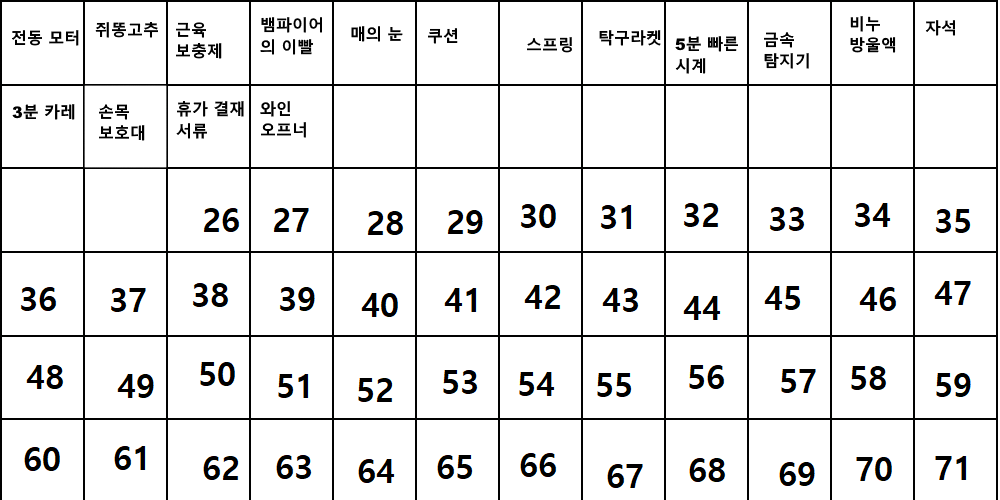 전동 모터
쥐똥고추
근육
보충제
뱀파이어
의 이빨
매의 눈
쿠션
스프링
탁구라켓
5분 빠른
시계
금속
탐지기
비누
방울액
자석
3분 카레
손목
보호대
휴가 결재
서류
와인
오프너
26
27
28
29
30
31
32
33
34
35
36
37
38
39
40
41
42
43
44
45
46
47
48
49
50
51
52
53
54
55
56
57
58
59
60
61
62
63
64
65
66
67
68
69
70
71